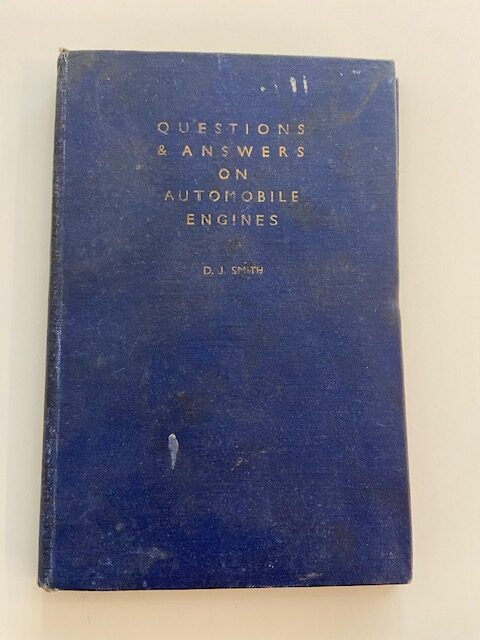 QUESTIONS
& ANSWERS
ON
AUTOMOBILE
ENGINES
D. J. SMITH